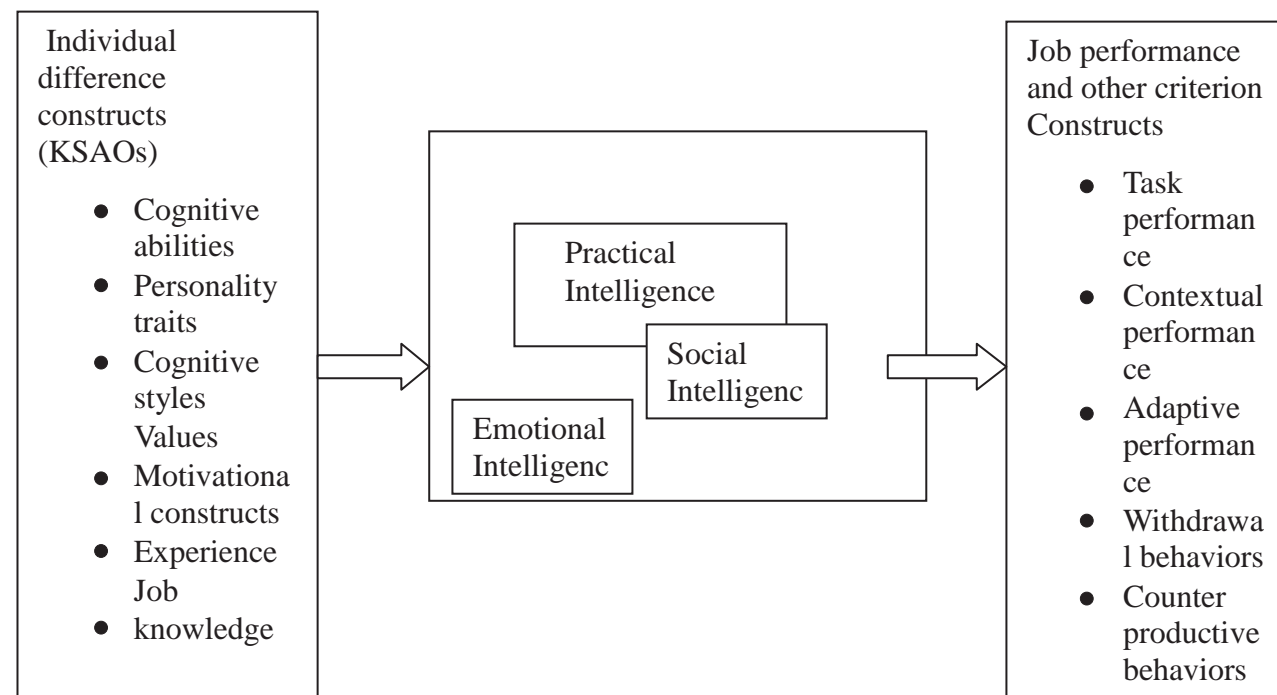 Individual
difference
constructs
(KSAOs)
● Cognitive
abilities
● Personality
traits
● Cognitive
styles
Values
● Motivationa
l constructs
● Experience
Job
● knowledge
Practical
Intelligence
Social
Intelligenc
Emotional
Intelligenc
Job performance
and other criterion
Constructs
● Task
performan
ce
● Contextual
performan
ce
● Adaptive
performan
ce
● Withdrawa
l behaviors
● Counter
productive
behaviors